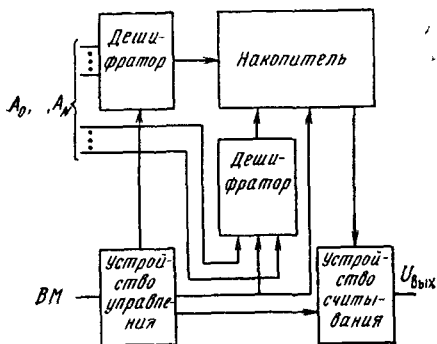 Деши-
фратор
Накопитель
A₀, .Aₙ
Деши-
фратор
ВМ
Устрой-
ство
управле-
ния
Устрой-
ство
считы-
вания
Uвых